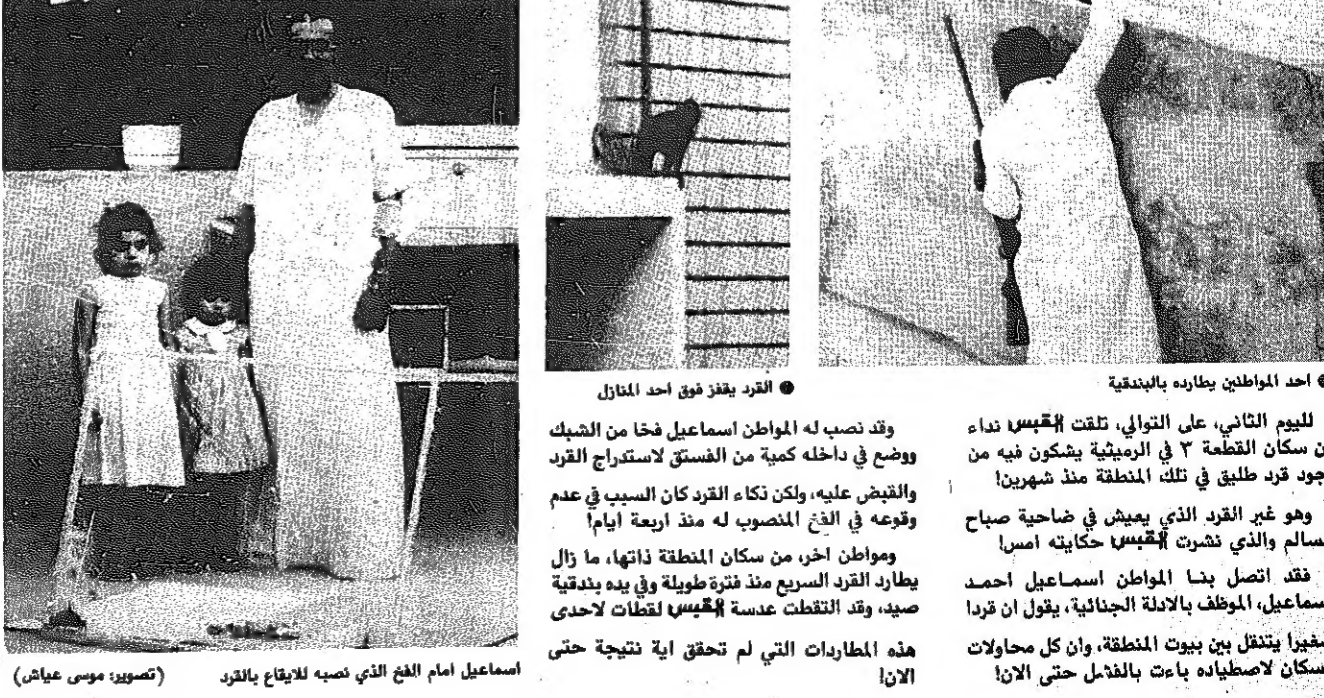 احد المواطنين يطارده بالبندقية
لليوم الثاني، على التوالي، تلقت القبس نداء
سكان القطعة ٣ في الرميثية يشكون فيه من
قرد طليق في تلك المنطقة منذ شهرين!
وهو غير القرد الذي يعيش في ضاحية صباح
والذي نشرت القبس حكايته امس!
فقد اتصل بنا المواطن اسماعيل احمد
الموظف بالادلة الجنائية، يقول ان قردا
يتنقل بين بيوت المنطقة، وان كل محاولات
لاصطياده باءت بالفشل حتى الان!
● القرد يقفز فوق احد المنازل
وقد نصب له المواطن اسماعيل فخا من الشبك
ووضع في داخله كمية من الفستق لاستدراج القرد
والقبض عليه، ولكن ذكاء القرد كان السبب في عدم
وقوعه في الفخ المنصوب له منذ اربعة ايام!
ومواطن اخر، من سكان المنطقة ذاتها، ما زال
يطارد القرد السريع منذ فترة طويلة وفي يده بندقية
صيد، وقد التقطت عدسة القبس لقطات لاحدى
هذه المطاردات التي لم تحقق اية نتيجة حتى
الان!
اسماعيل امام الفخ الذي نصبه للايقاع بالقرد (تصوير: موسى عياش)